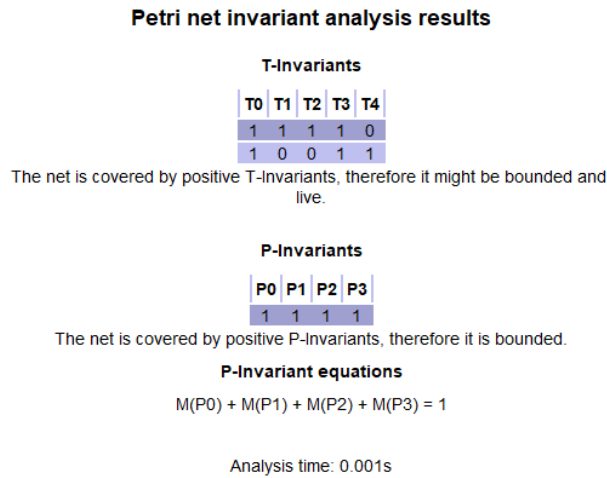 Petri net invariant analysis results
T-Invariants
T0 T1 T2 T3 T4
1 1 1 1 0
1 0 0 1 1
The net is covered by positive T-Invariants, therefore it might be bounded and
live.
P-Invariants
P0 P1 P2 P3
1 1 1 1
The net is covered by positive P-Invariants, therefore it is bounded.
P-Invariant equations
M(P0) + M(P1) + M(P2) + M(P3) = 1
Analysis time: 0.001s